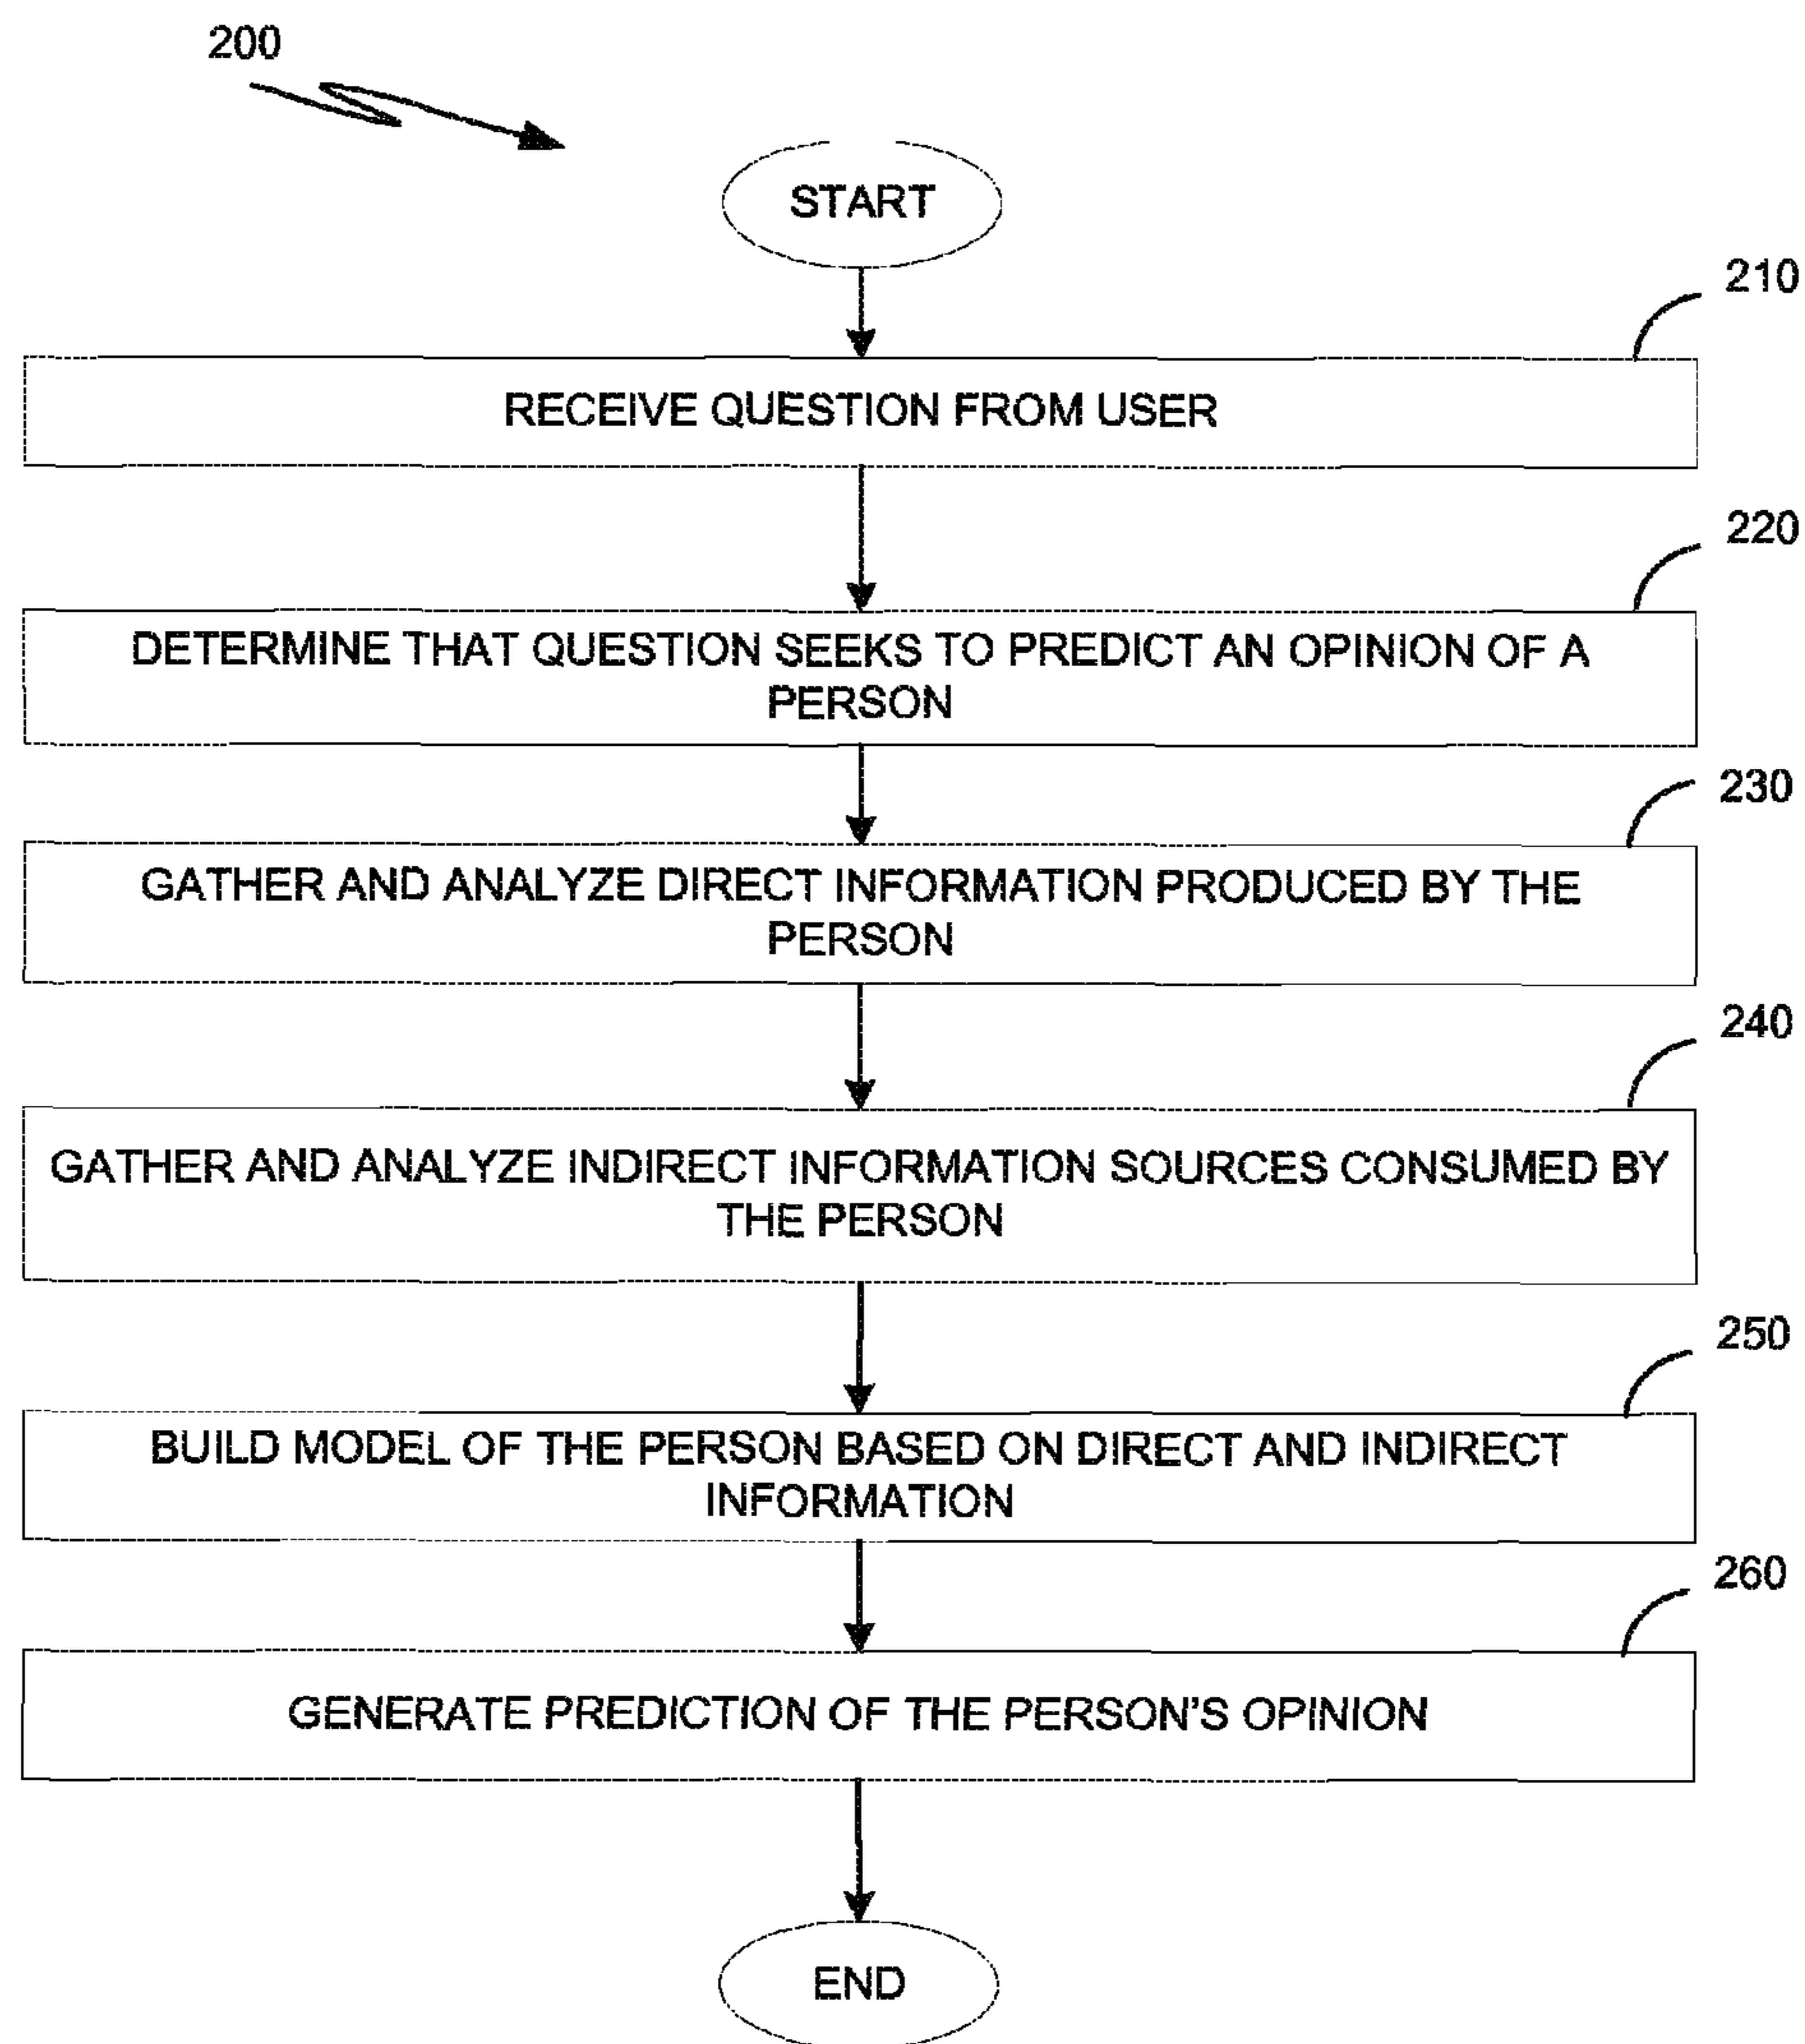 200
START
210
RECEIVE QUESTION FROM USER
220
DETERMINE THAT QUESTION SEEKS TO PREDICT AN OPINION OF A
PERSON
230
GATHER AND ANALYZE DIRECT INFORMATION PRODUCED BY THE
PERSON
240
GATHER AND ANALYZE INDIRECT INFORMATION SOURCES CONSUMED BY
THE PERSON
250
BUILD MODEL OF THE PERSON BASED ON DIRECT AND INDIRECT
INFORMATION
260
GENERATE PREDICTION OF THE PERSON'S OPINION
END